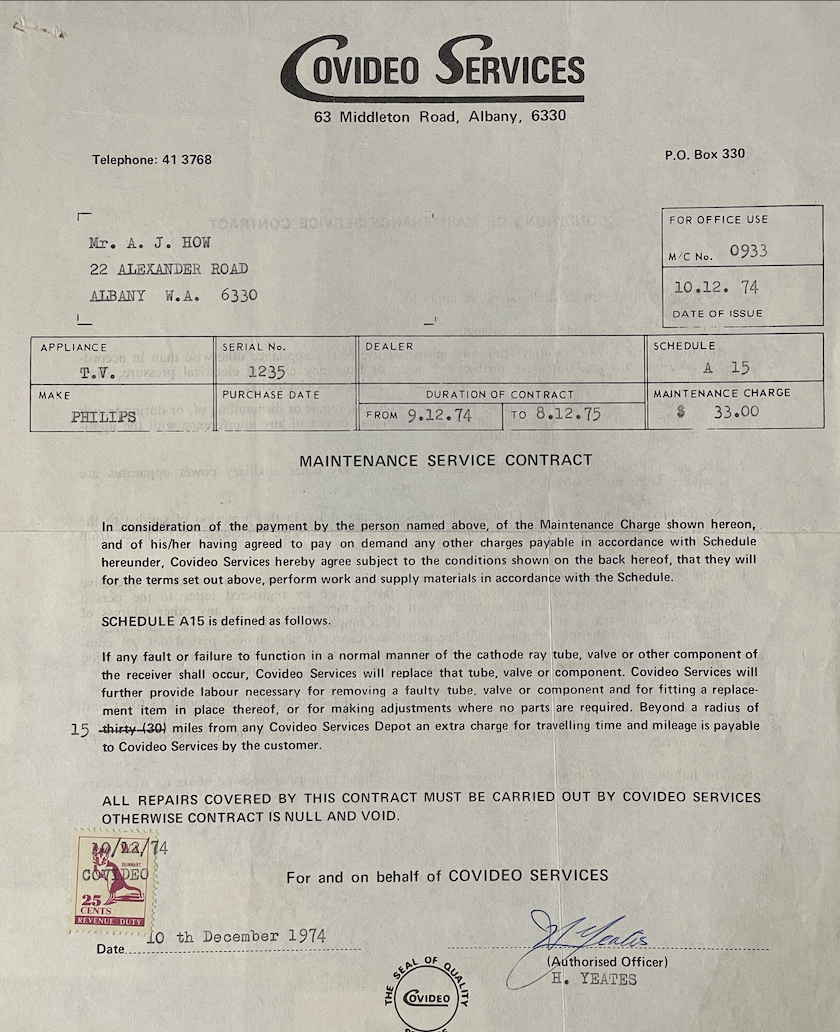 COVIDEO SERVICES
63 Middleton Road, Albany, 6330
Telephone: 41 3768
P.O. Box 330
FOR OFFICE USE
M/C No. 0933
10.12. 74
DATE OF ISSUE
Mr. A. J. HOW
22 ALEXANDER ROAD
ALBANY W.A. 6330
APPLIANCE SERIAL No. DEALER SCHEDULE
T.V. 1235 A 15
MAKE PURCHASE DATE DURATION OF CONTRACT MAINTENANCE CHARGE
PHILIPS FROM 9.12.74 TO 8.12.75 $ 33.00
MAINTENANCE SERVICE CONTRACT
In consideration of the payment by the person named above, of the Maintenance Charge shown hereon,
and of his/her having agreed to pay on demand any other charges payable in accordance with Schedule
hereunder, Covideo Services hereby agree subject to the conditions shown on the back hereof, that they will
for the terms set out above, perform work and supply materials in accordance with the Schedule.
SCHEDULE A15 is defined as follows.
If any fault or failure to function in a normal manner of the cathode ray tube, valve or other component of
the receiver shall occur, Covideo Services will replace that tube, valve or component. Covideo Services will
further provide labour necessary for removing a faulty tube, valve or component and for fitting a replace-
ment item in place thereof, or for making adjustments where no parts are required. Beyond a radius of
15 thirty (30) miles from any Covideo Services Depot an extra charge for travelling time and mileage is payable
to Covideo Services by the customer.
ALL REPAIRS COVERED BY THIS CONTRACT MUST BE CARRIED OUT BY COVIDEO SERVICES
OTHERWISE CONTRACT IS NULL AND VOID.
10/12/74
DUNNART
COVIDEO
25
CENTS
REVENUE DUTY
For and on behalf of COVIDEO SERVICES
Date 10 th December 1974
H Yeates
(Authorised Officer)
H. YEATES
THE SEAL OF QUALITY
COVIDEO